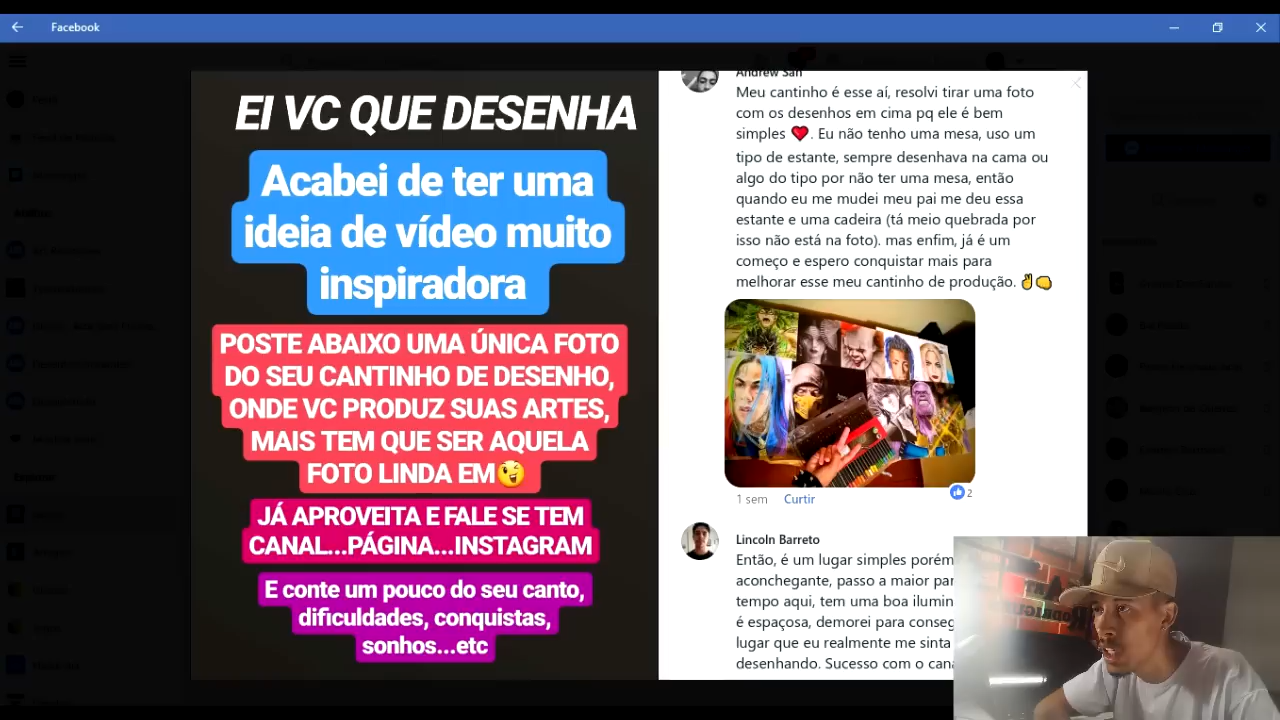 Facebook
EI VC QUE DESENHA
Acabei de ter uma
ideia de vídeo muito
inspiradora
POSTE ABAIXO UMA ÚNICA FOTO
DO SEU CANTINHO DE DESENHO,
ONDE VC PRODUZ SUAS ARTES,
MAIS TEM QUE SER AQUELA
FOTO LINDA EM😉
JÁ APROVEITA E FALE SE TEM
CANAL...PÁGINA...INSTAGRAM
E conte um pouco do seu canto,
dificuldades, conquistas,
sonhos...etc
Andrew San
Meu cantinho é esse aí, resolvi tirar uma foto
com os desenhos em cima pq ele é bem
simples ❤️. Eu não tenho uma mesa, uso um
tipo de estante, sempre desenhava na cama ou
algo do tipo por não ter uma mesa, então
quando eu me mudei meu pai me deu essa
estante e uma cadeira (tá meio quebrada por
isso não está na foto). mas enfim, já é um
começo e espero conquistar mais para
melhorar esse meu cantinho de produção. ✌️👊
1 sem Curtir 2
Lincoln Barreto
Então, é um lugar simples porém
aconchegante, passo a maior par
tempo aqui, tem uma boa ilumin
é espaçosa, demorei para conseg
lugar que eu realmente me sinta
desenhando. Sucesso com o cana